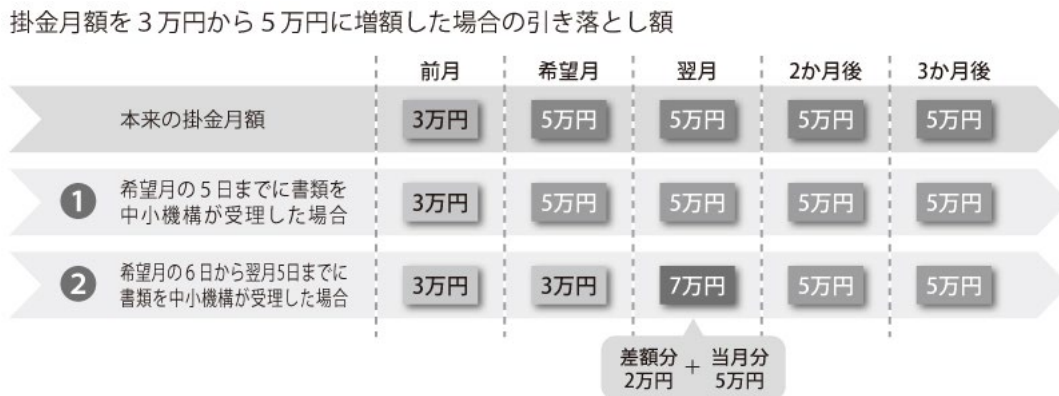 掛金月額を３万円から５万円に増額した場合の引き落とし額
前月 希望月 翌月 2か月後 3か月後
本来の掛金月額 3万円 5万円 5万円 5万円 5万円
1 希望月の５日までに書類を
中小機構が受理した場合 3万円 5万円 5万円 5万円 5万円
2 希望月の６日から翌月5日までに
書類を中小機構が受理した場合 3万円 3万円 7万円 5万円 5万円
差額分 + 当月分
2万円 5万円